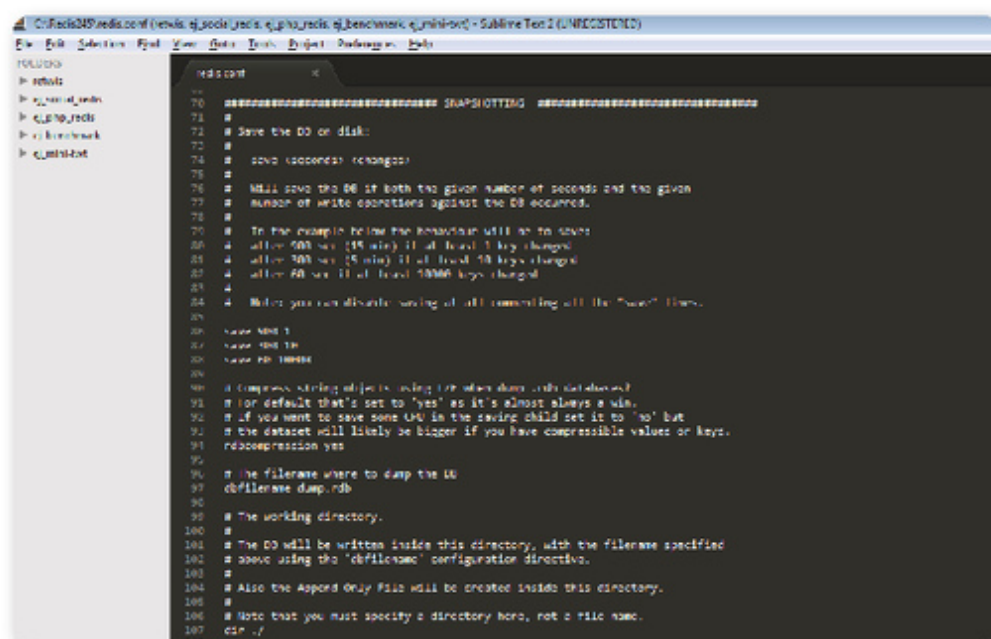 C:\Redis245\redis.conf (retwis, ej_social_redis, ej_php_redis, ej_benchmark, ej_mini-twt) - Sublime Text 2 (UNREGISTERED)
File Edit Selection Find View Goto Tools Project Preferences Help
FOLDERS
retwis
ej_social_redis
ej_php_redis
ej_benchmark
ej_mini-twt
redis.conf ×
70 ################################ SNAPSHOTTING #################################
71 #
72 # Save the DB on disk:
73 #
74 # save <seconds> <changes>
75 #
76 # Will save the DB if both the given number of seconds and the given
77 # number of write operations against the DB occurred.
78 #
79 # In the example below the behaviour will be to save:
80 # after 900 sec (15 min) if at least 1 key changed
81 # after 300 sec (5 min) if at least 10 keys changed
82 # after 60 sec if at least 10000 keys changed
83 #
84 # Note: you can disable saving at all commenting all the "save" lines.
85
86 save 900 1
87 save 300 10
88 save 60 10000
89
90 # Compress string objects using LZF when dump .rdb databases?
91 # For default that's set to 'yes' as it's almost always a win.
92 # If you want to save some CPU in the saving child set it to 'no' but
93 # the dataset will likely be bigger if you have compressible values or keys.
94 rdbcompression yes
95
96 # The filename where to dump the DB
97 dbfilename dump.rdb
98
99 # The working directory.
100 #
101 # The DB will be written inside this directory, with the filename specified
102 # above using the 'dbfilename' configuration directive.
103 #
104 # Also the Append Only File will be created inside this directory.
105 #
106 # Note that you must specify a directory here, not a file name.
107 dir ./